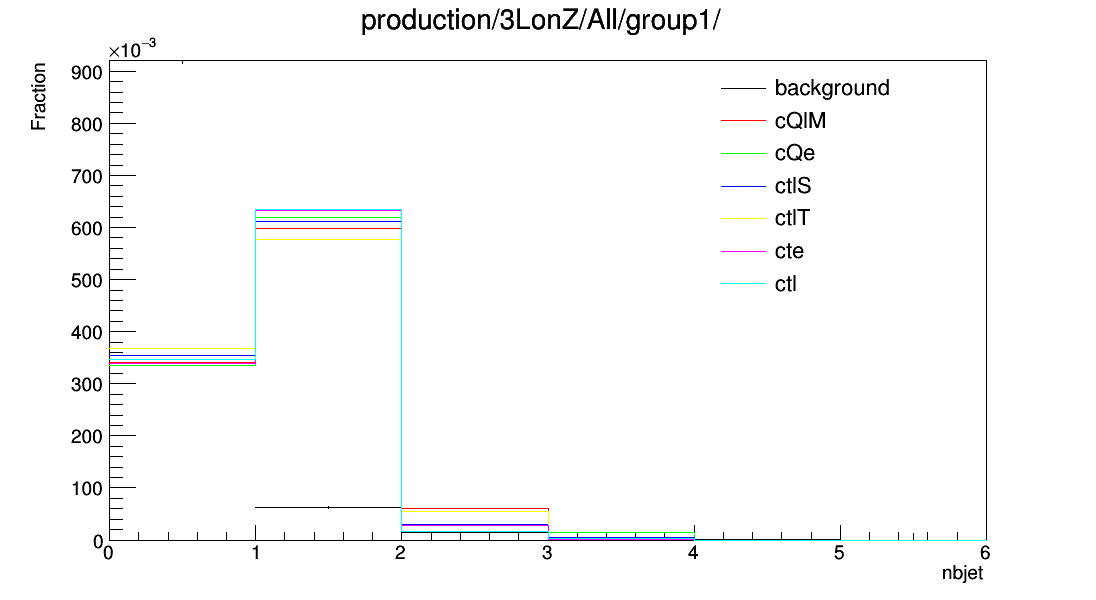 production/3LonZ/All/group1/
×10⁻³
Fraction
900
800
700
600
500
400
300
200
100
0
0 1 2 3 4 5 6
nbjet
background
cQlM
cQe
ctlS
ctlT
cte
ctl